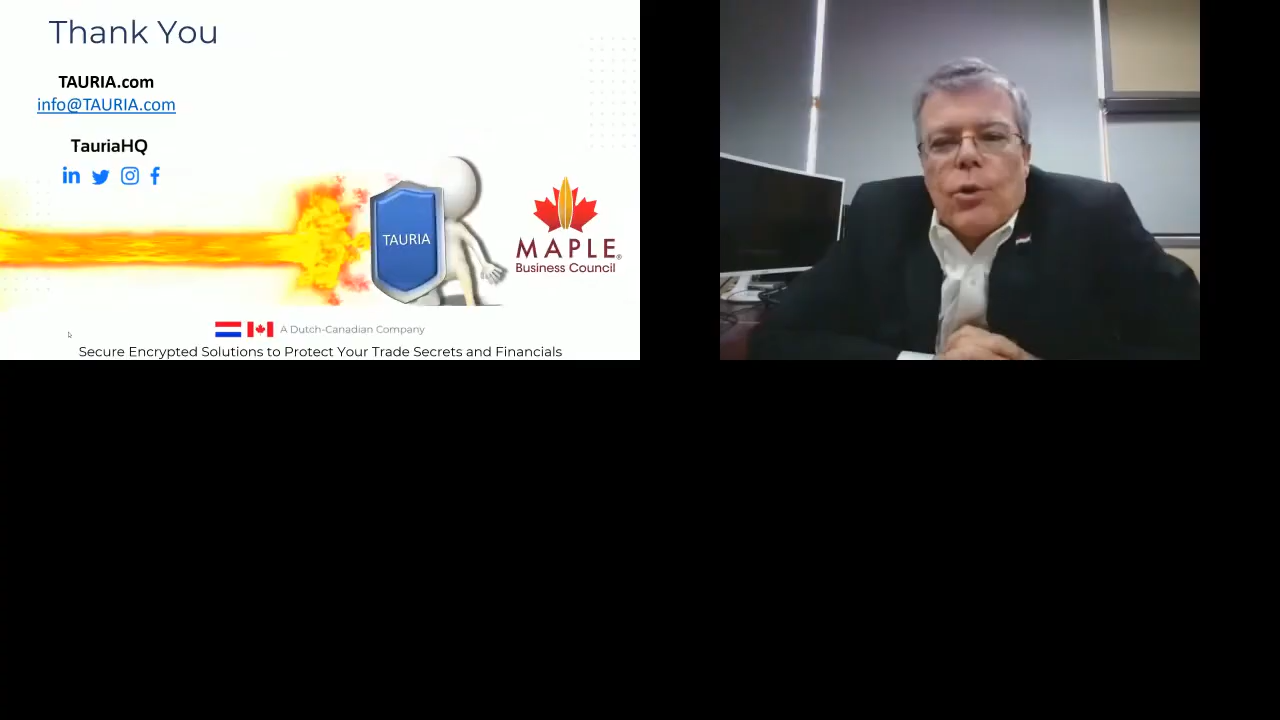 Thank You
TAURIA.com
info@TAURIA.com
TauriaHQ
TAURIA
MAPLE®
Business Council
A Dutch-Canadian Company
Secure Encrypted Solutions to Protect Your Trade Secrets and Financials